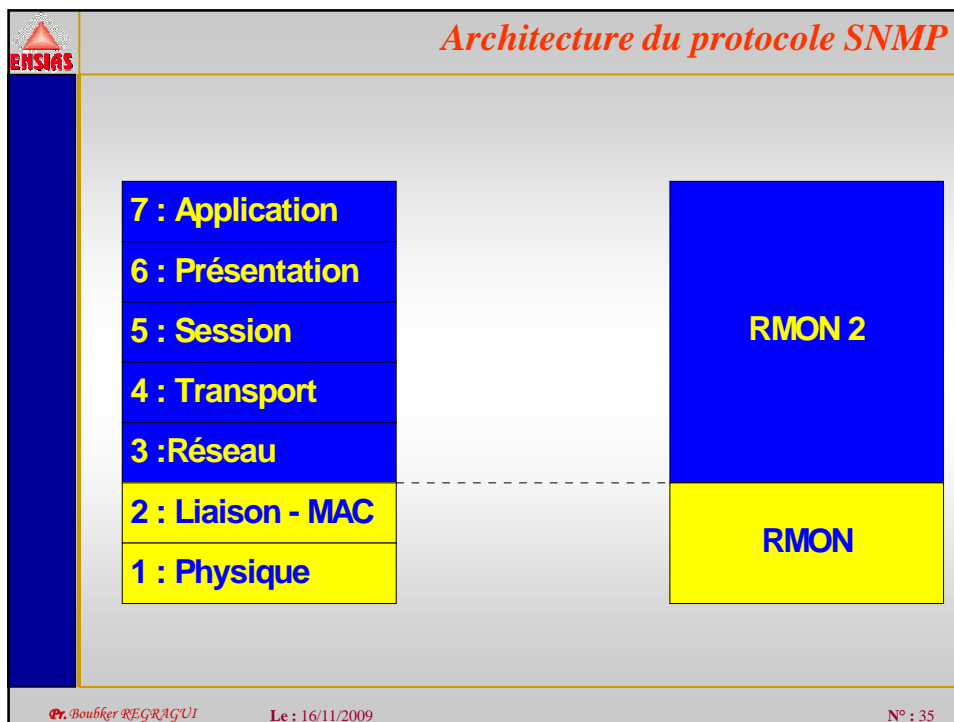 ENSIAS
Architecture du protocole SNMP
7 : Application
6 : Présentation
5 : Session
4 : Transport
3 :Réseau
2 : Liaison - MAC
1 : Physique
RMON 2
RMON
Pr. Boubker REGRAGUI Le : 16/11/2009 N° : 35